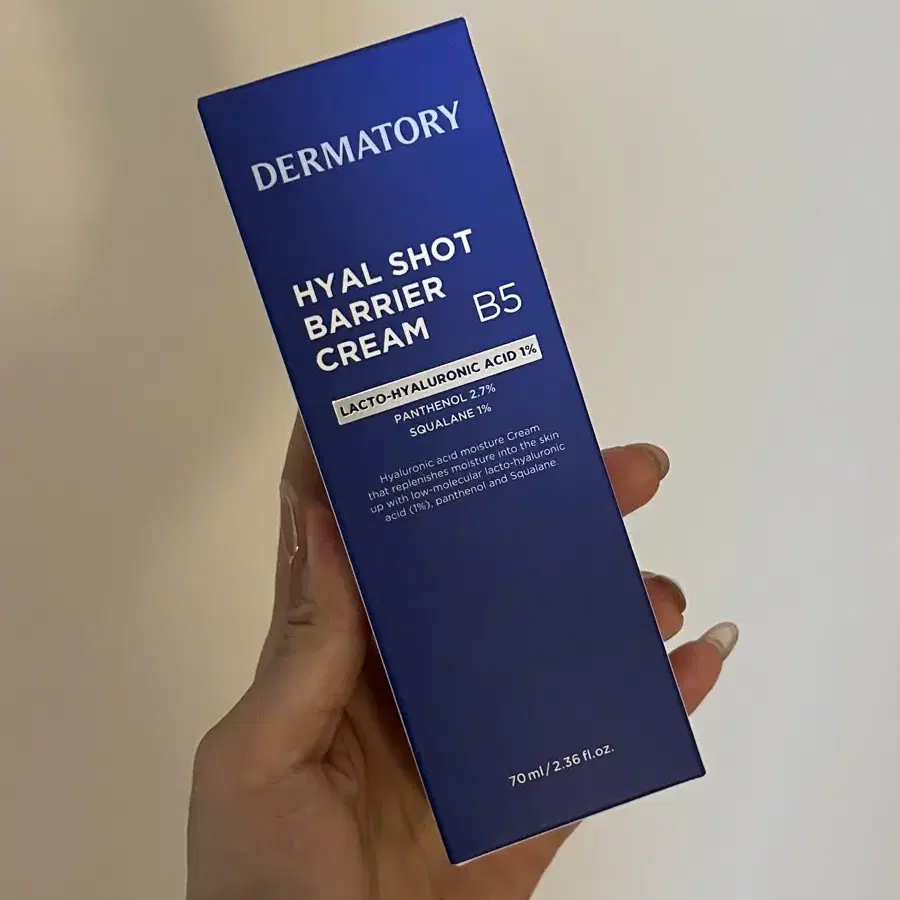 DERMATORY
HYAL SHOT
BARRIER
CREAM
B5
LACTO-HYALURONIC ACID 1%
PANTHENOL 2.7%
SQUALANE 1%
Hyaluronic acid moisture Cream
that replenishes moisture into the skin
up with low-molecular lacto-hyaluronic
acid (1%), panthenol and Squalane.
70ml/2.36 fl.oz.